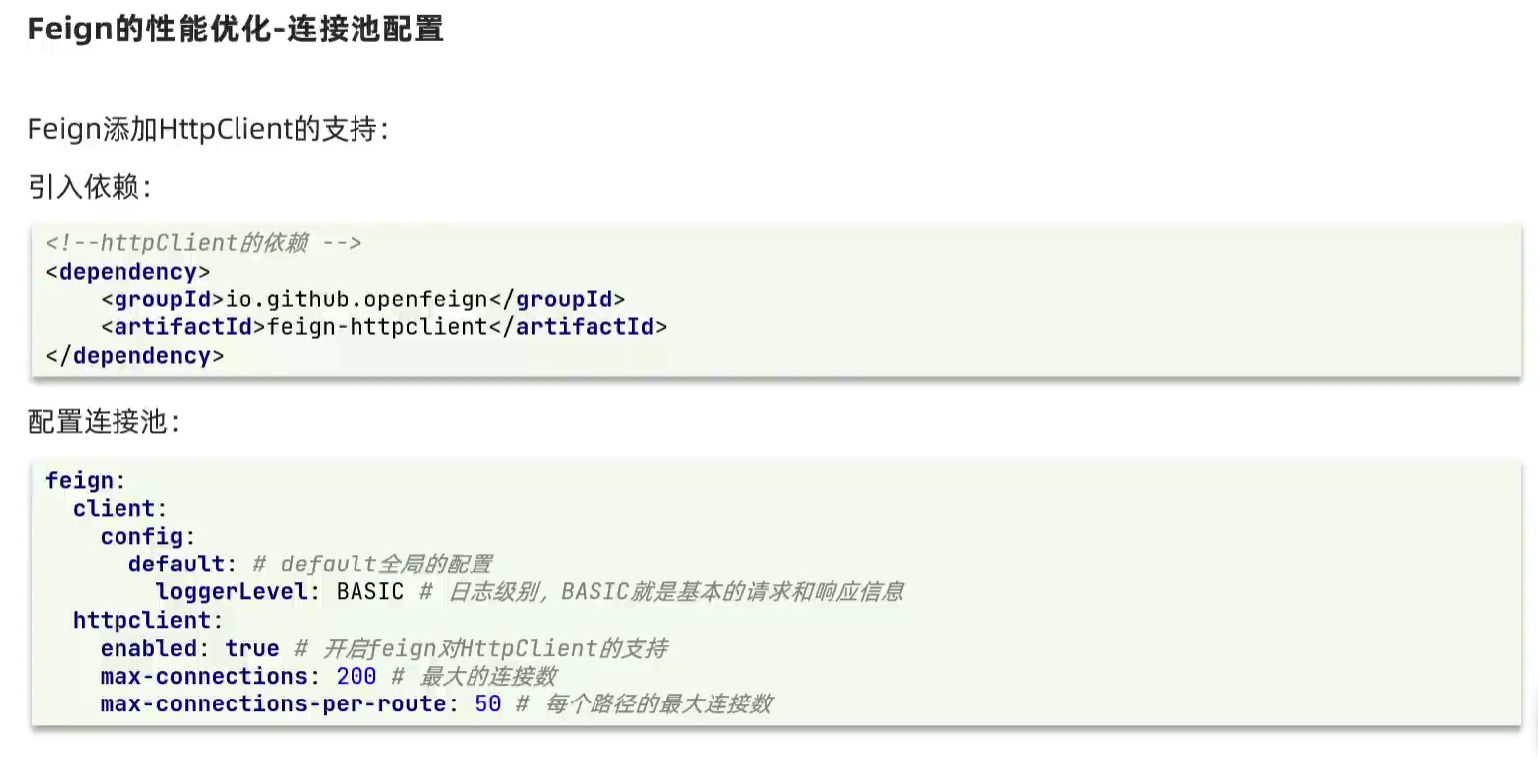 Feign的性能优化-连接池配置
Feign添加HttpClient的支持：
引入依赖：
<!--httpClient的依赖 -->
<dependency>
    <groupId>io.github.openfeign</groupId>
    <artifactId>feign-httpclient</artifactId>
</dependency>
配置连接池：
feign:
  client:
    config:
      default: # default全局的配置
        loggerLevel: BASIC # 日志级别，BASIC就是基本的请求和响应信息
  httpclient:
    enabled: true # 开启feign对HttpClient的支持
    max-connections: 200 # 最大的连接数
    max-connections-per-route: 50 # 每个路径的最大连接数